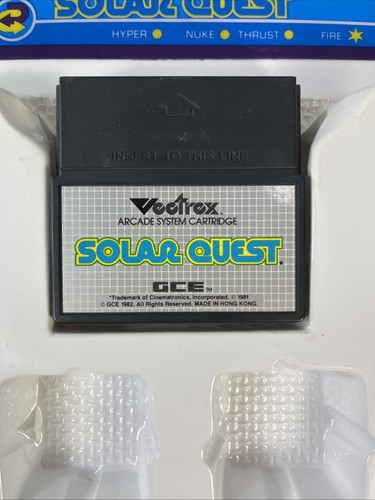 SOLAR QUEST
HYPER NUKE THRUST FIRE
INSERT TO THIS LINE
Vectrex®
ARCADE SYSTEM CARTRIDGE
SOLAR QUEST*
GCE™
*Trademark of Cinematronics, Incorporated. © 1981
© GCE 1982. All Rights Reserved. MADE IN HONG KONG.